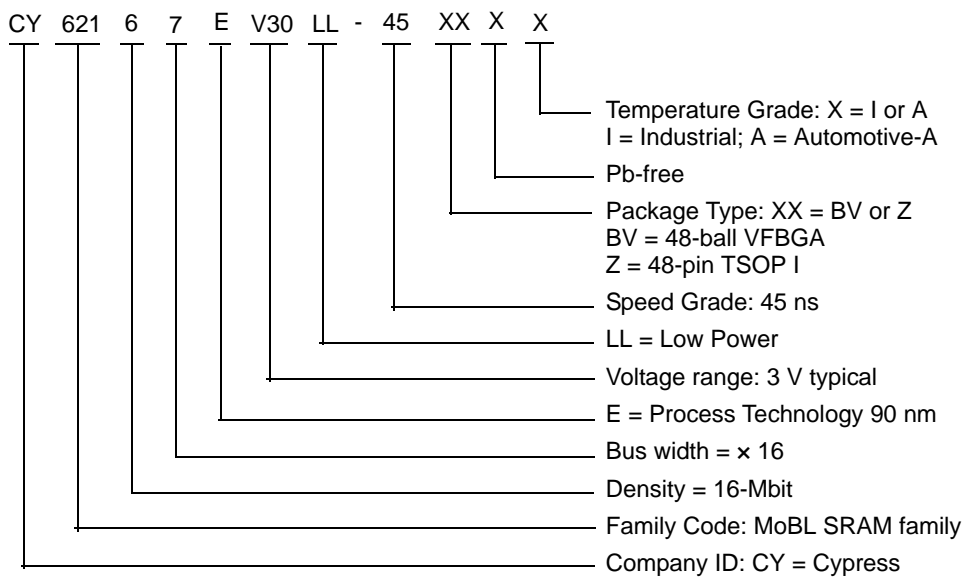 CY 621 6 7 E V30 LL - 45 XX X X
Temperature Grade: X = I or A
I = Industrial; A = Automotive-A
Pb-free
Package Type: XX = BV or Z
BV = 48-ball VFBGA
Z = 48-pin TSOP I
Speed Grade: 45 ns
LL = Low Power
Voltage range: 3 V typical
E = Process Technology 90 nm
Bus width = × 16
Density = 16-Mbit
Family Code: MoBL SRAM family
Company ID: CY = Cypress